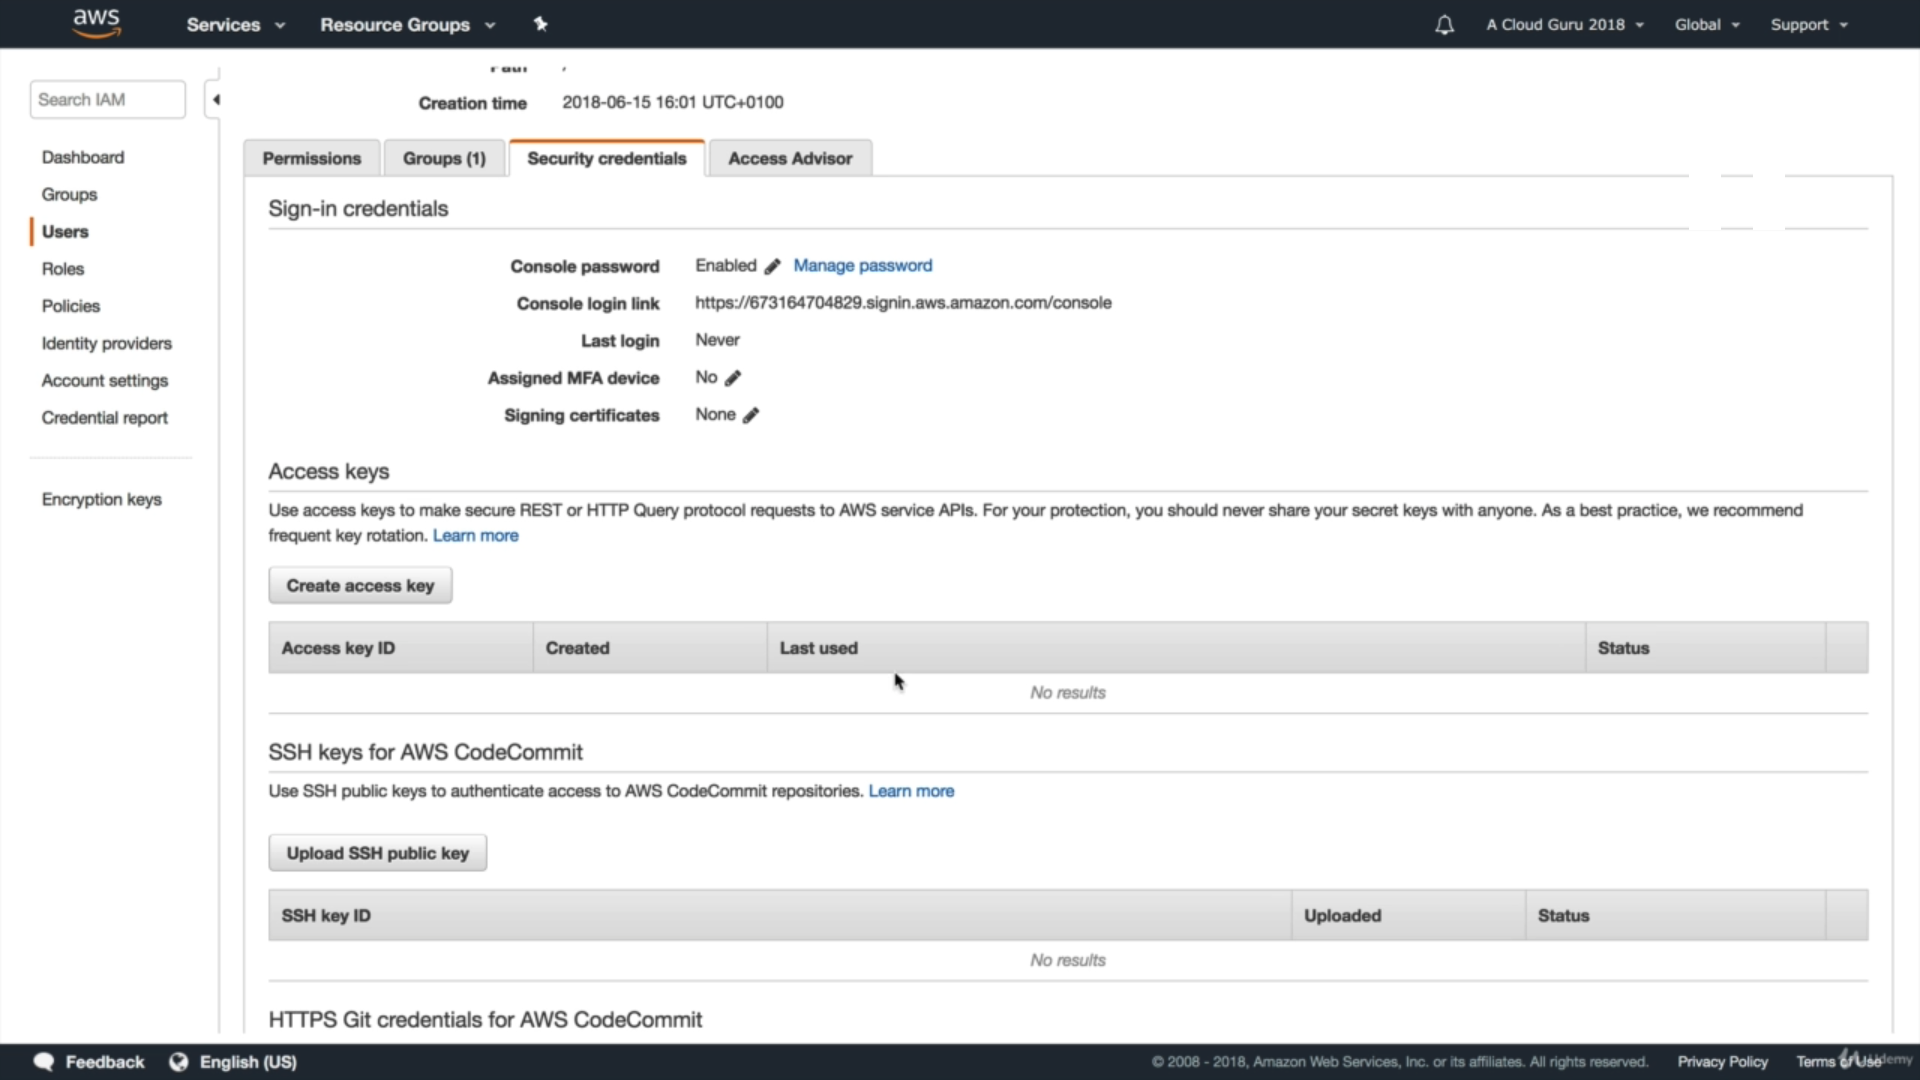 aws Services Resource Groups A Cloud Guru 2018 Global Support
Search IAM
Dashboard
Groups
Users
Roles
Policies
Identity providers
Account settings
Credential report
Encryption keys
Path /
Creation time 2018-06-15 16:01 UTC+0100
Permissions Groups (1) Security credentials Access Advisor
Sign-in credentials
Console password Enabled Manage password
Console login link https://673164704829.signin.aws.amazon.com/console
Last login Never
Assigned MFA device No
Signing certificates None
Access keys
Use access keys to make secure REST or HTTP Query protocol requests to AWS service APIs. For your protection, you should never share your secret keys with anyone. As a best practice, we recommend
frequent key rotation. Learn more
Create access key
Access key ID Created Last used Status
No results
SSH keys for AWS CodeCommit
Use SSH public keys to authenticate access to AWS CodeCommit repositories. Learn more
Upload SSH public key
SSH key ID Uploaded Status
No results
HTTPS Git credentials for AWS CodeCommit
Feedback English (US) © 2008 - 2018, Amazon Web Services, Inc. or its affiliates. All rights reserved. Privacy Policy Terms of Use
Udemy